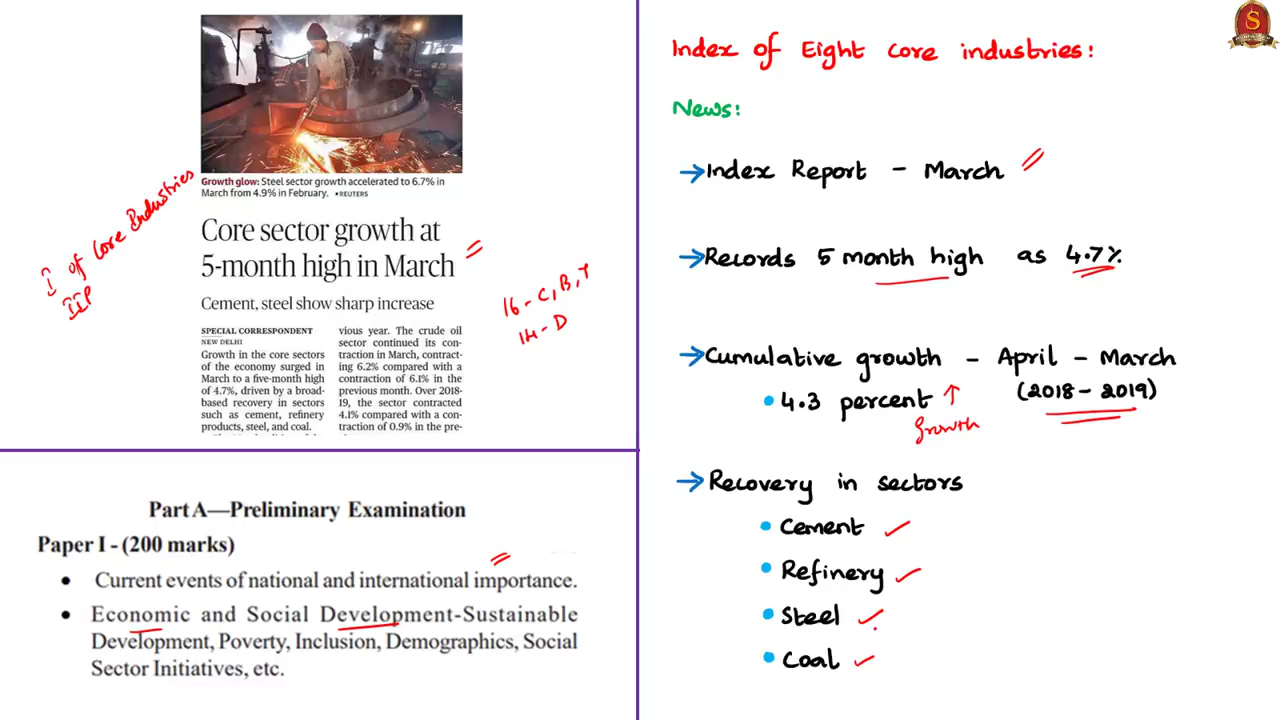 Growth glow: Steel sector growth accelerated to 6.7% in
March from 4.9% in February. •REUTERS
Core sector growth at
5-month high in March
Cement, steel show sharp increase
SPECIAL CORRESPONDENT
NEW DELHI
Growth in the core sectors
of the economy surged in
March to a five-month high
of 4.7%, driven by a broad-
based recovery in sectors
such as cement, refinery
products, steel, and coal.
vious year. The crude oil
sector continued its con-
traction in March, contract-
ing 6.2% compared with a
contraction of 6.1% in the
previous month. Over 2018-
19, the sector contracted
4.1% compared with a con-
traction of 0.9% in the pre-
I of Core Industries
IIP
16 - C, B, Y
14 - D
Part A—Preliminary Examination
Paper I - (200 marks)
• Current events of national and international importance.
• Economic and Social Development-Sustainable
Development, Poverty, Inclusion, Demographics, Social
Sector Initiatives, etc.
Index of Eight core industries:
News:
→Index Report - March
→Records 5 month high as 4.7%
→Cumulative growth - April - March
• 4.3 percent ↑ (2018 - 2019)
Growth
→Recovery in sectors
• Cement
• Refinery
• Steel
• Coal
S